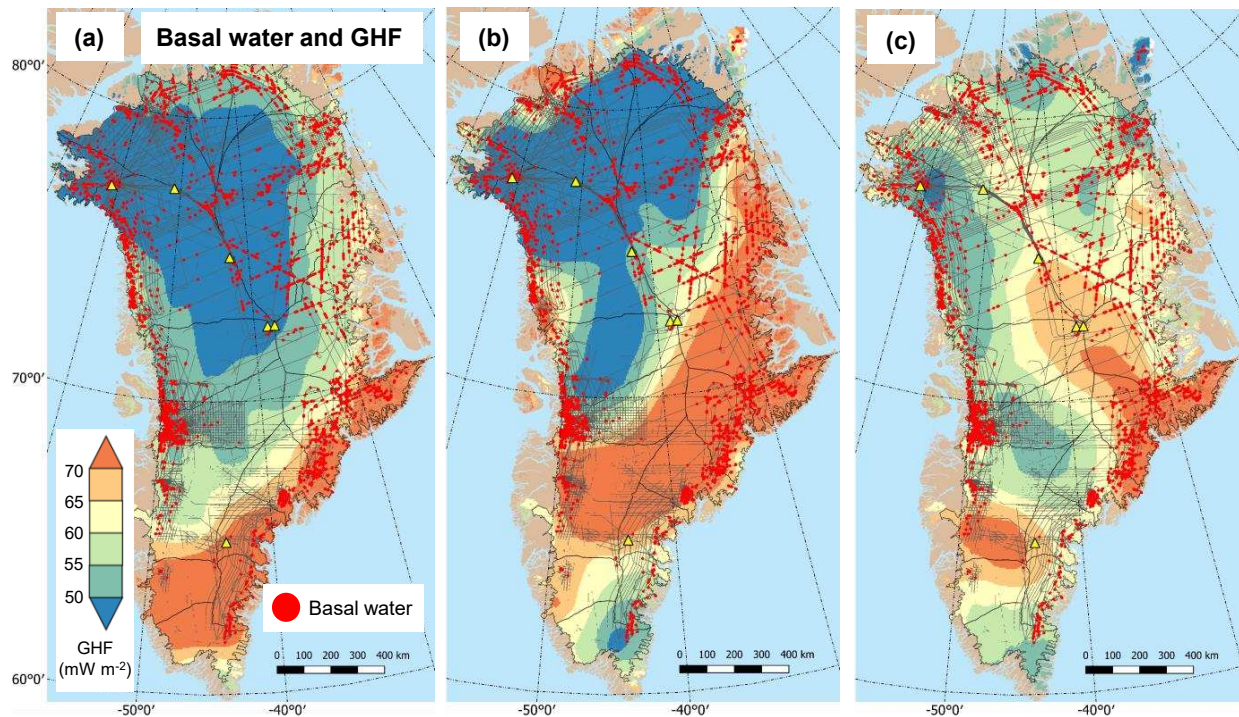 (a) Basal water and GHF
(b)
(c)
80°0'
70°0'
60°0'
70
65
60
55
50
GHF
(mW m⁻²)
Basal water
0 100 200 300 400 km
0 100 200 300 400 km
0 100 200 300 400 km
-50°0' -40°0'
-50°0' -40°0'
-50°0' -40°0'